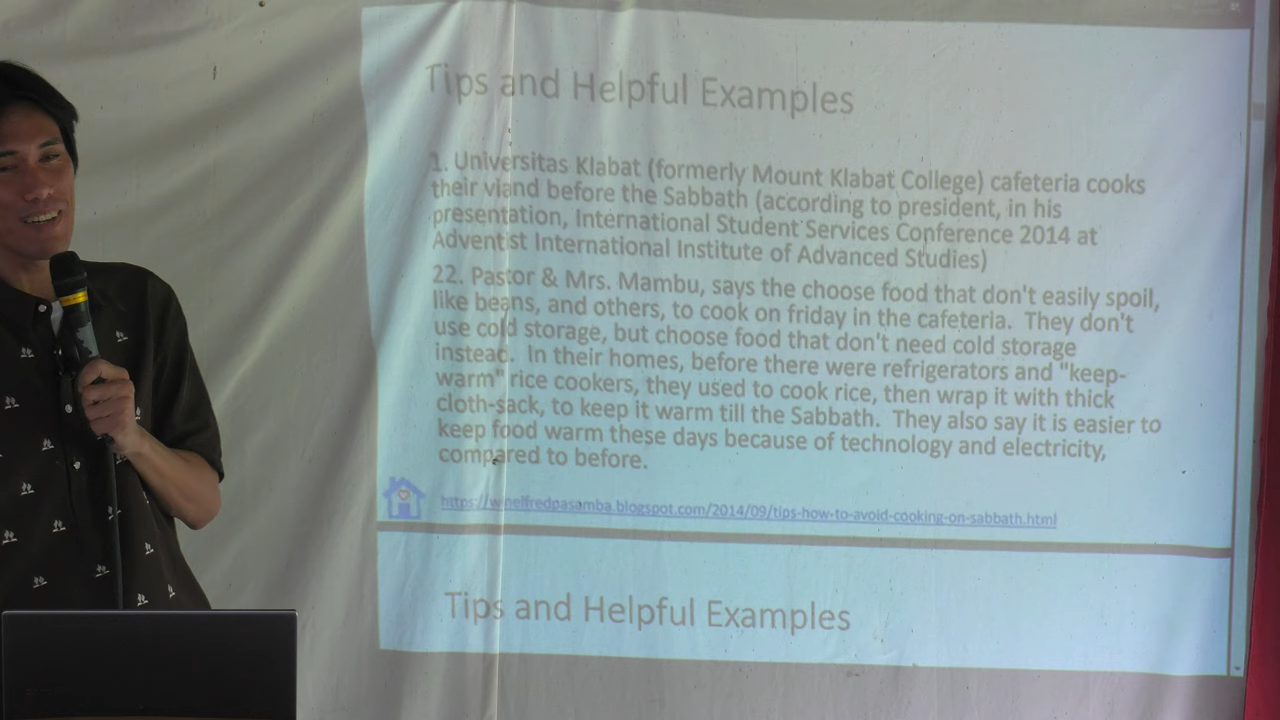 Tips and Helpful Examples
1. Universitas Klabat (formerly Mount Klabat College) cafeteria cooks
their viand before the Sabbath (according to president, in his
presentation, International Student Services Conference 2014 at
Adventist International Institute of Advanced Studies)
22. Pastor & Mrs. Mambu, says the choose food that don't easily spoil,
like beans, and others, to cook on friday in the cafeteria. They don't
use cold storage, but choose food that don't need cold storage
instead. In their homes, before there were refrigerators and "keep-
warm" rice cookers, they used to cook rice, then wrap it with thick
cloth-sack, to keep it warm till the Sabbath. They also say it is easier to
keep food warm these days because of technology and electricity,
compared to before.
https://winelfredpasamba.blogspot.com/2014/09/tips-how-to-avoid-cooking-on-sabbath.html
Tips and Helpful Examples